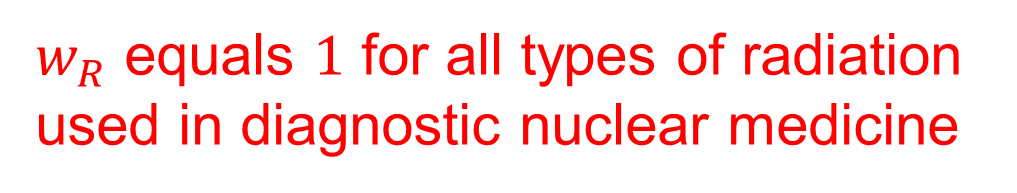 w_R equals 1 for all types of radiation
used in diagnostic nuclear medicine